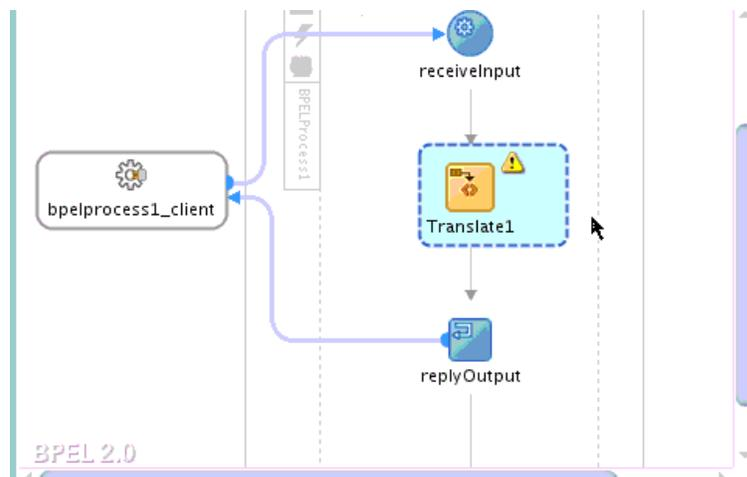 receiveInput
BPELProcess1
bpelprocess1_client
Translate1
replyOutput
BPEL 2.0